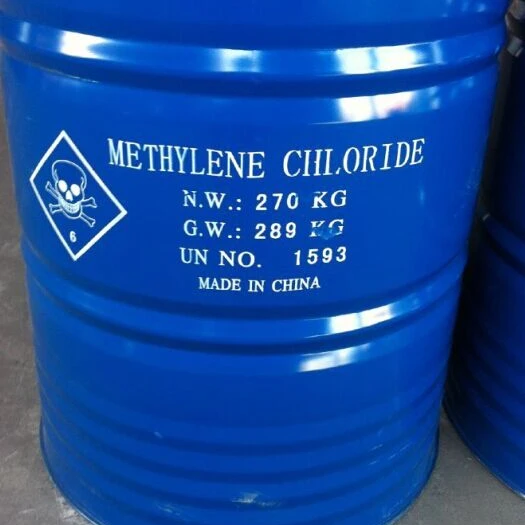 METHYLENE CHLORIDE
N.W.: 270 KG
G.W.: 289 KG
UN NO. 1593
MADE IN CHINA
6